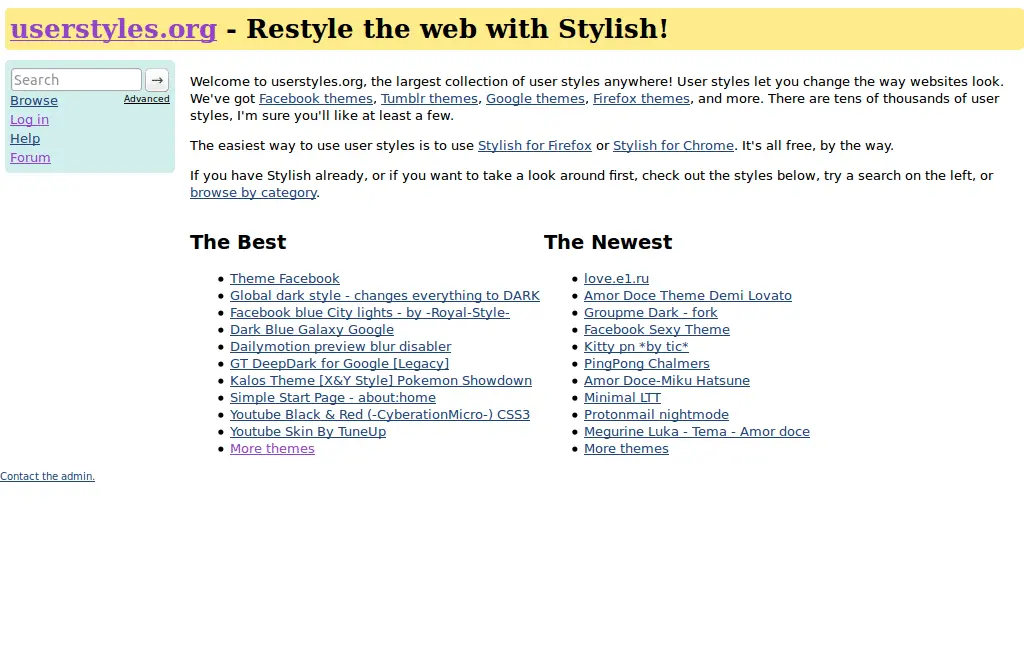 userstyles.org - Restyle the web with Stylish!
Search →
Browse Advanced
Log in
Help
Forum
Welcome to userstyles.org, the largest collection of user styles anywhere! User styles let you change the way websites look.
We've got Facebook themes, Tumblr themes, Google themes, Firefox themes, and more. There are tens of thousands of user
styles, I'm sure you'll like at least a few.
The easiest way to use user styles is to use Stylish for Firefox or Stylish for Chrome. It's all free, by the way.
If you have Stylish already, or if you want to take a look around first, check out the styles below, try a search on the left, or
browse by category.
The Best
Theme Facebook
Global dark style - changes everything to DARK
Facebook blue City lights - by -Royal-Style-
Dark Blue Galaxy Google
Dailymotion preview blur disabler
GT DeepDark for Google [Legacy]
Kalos Theme [X&Y Style] Pokemon Showdown
Simple Start Page - about:home
Youtube Black & Red (-CyberationMicro-) CSS3
Youtube Skin By TuneUp
More themes
The Newest
love.e1.ru
Amor Doce Theme Demi Lovato
Groupme Dark - fork
Facebook Sexy Theme
Kitty pn *by tic*
PingPong Chalmers
Amor Doce-Miku Hatsune
Minimal LTT
Protonmail nightmode
Megurine Luka - Tema - Amor doce
More themes
Contact the admin.